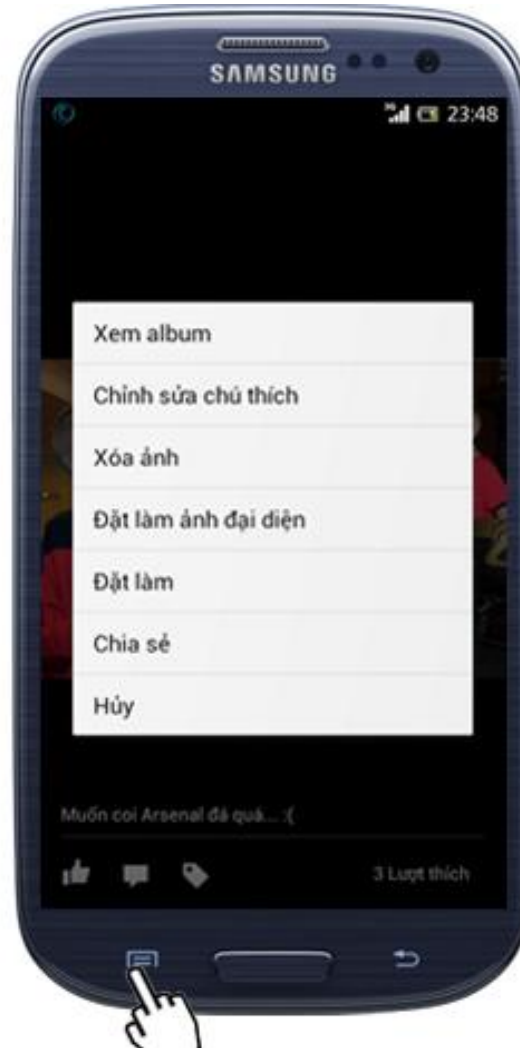 SAMSUNG
3G 23:48
Xem album
Chỉnh sửa chú thích
Xóa ảnh
Đặt làm ảnh đại diện
Đặt làm
Chia sẻ
Hủy
Muốn coi Arsenal đá quá... :(
3 Lượt thích